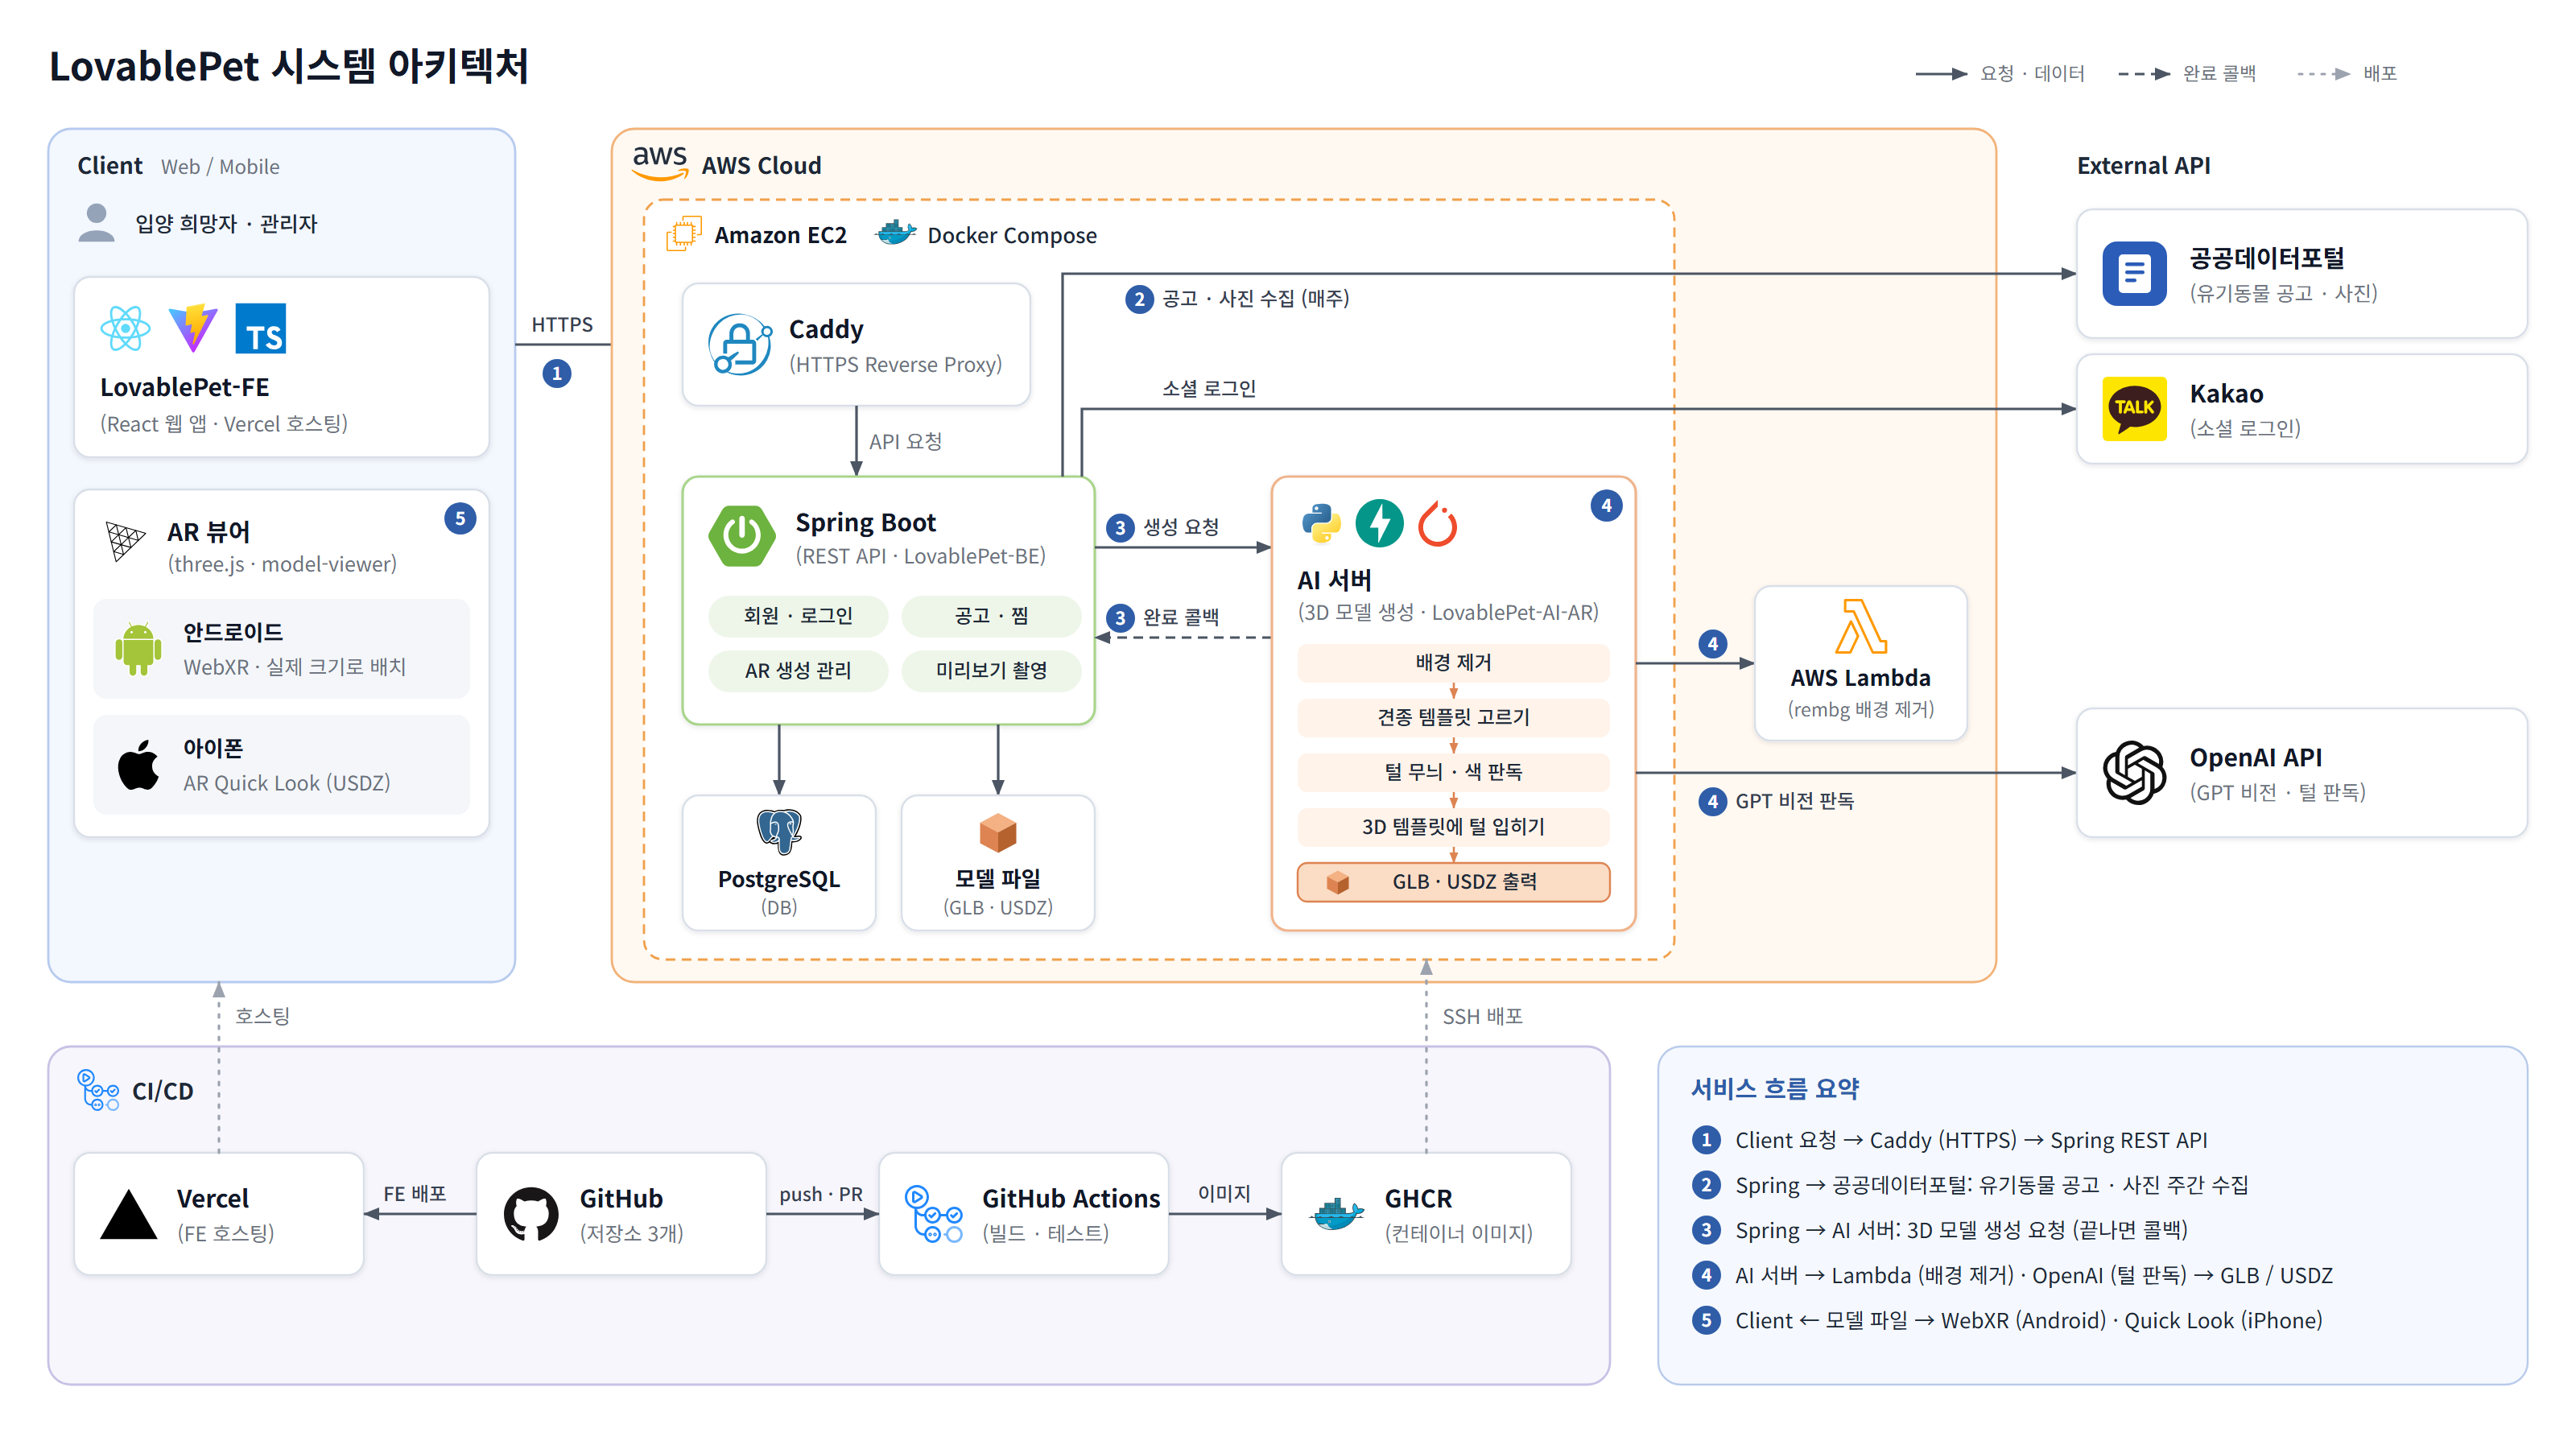 LovablePet 시스템 아키텍처
요청 · 데이터
완료 콜백
배포
Client Web / Mobile
입양 희망자 · 관리자
TS
LovablePet-FE
(React 웹 앱 · Vercel 호스팅)
AR 뷰어
5
(three.js · model-viewer)
안드로이드
WebXR · 실제 크기로 배치
아이폰
AR Quick Look (USDZ)
HTTPS
1
aws AWS Cloud
Amazon EC2
Docker Compose
Caddy
(HTTPS Reverse Proxy)
API 요청
2 공고 · 사진 수집 (매주)
소셜 로그인
Spring Boot
(REST API · LovablePet-BE)
회원 · 로그인
공고 · 찜
AR 생성 관리
미리보기 촬영
3 생성 요청
3 완료 콜백
PostgreSQL
(DB)
모델 파일
(GLB · USDZ)
4
AI 서버
(3D 모델 생성 · LovablePet-AI-AR)
배경 제거
견종 템플릿 고르기
털 무늬 · 색 판독
3D 템플릿에 털 입히기
GLB · USDZ 출력
4
AWS Lambda
(rembg 배경 제거)
4 GPT 비전 판독
External API
공공데이터포털
(유기동물 공고 · 사진)
TALK
Kakao
(소셜 로그인)
OpenAI API
(GPT 비전 · 털 판독)
호스팅
SSH 배포
CI/CD
Vercel
(FE 호스팅)
FE 배포
GitHub
(저장소 3개)
push · PR
GitHub Actions
(빌드 · 테스트)
이미지
GHCR
(컨테이너 이미지)
서비스 흐름 요약
1 Client 요청 → Caddy (HTTPS) → Spring REST API
2 Spring → 공공데이터포털: 유기동물 공고 · 사진 주간 수집
3 Spring → AI 서버: 3D 모델 생성 요청 (끝나면 콜백)
4 AI 서버 → Lambda (배경 제거) · OpenAI (털 판독) → GLB / USDZ
5 Client ← 모델 파일 → WebXR (Android) · Quick Look (iPhone)